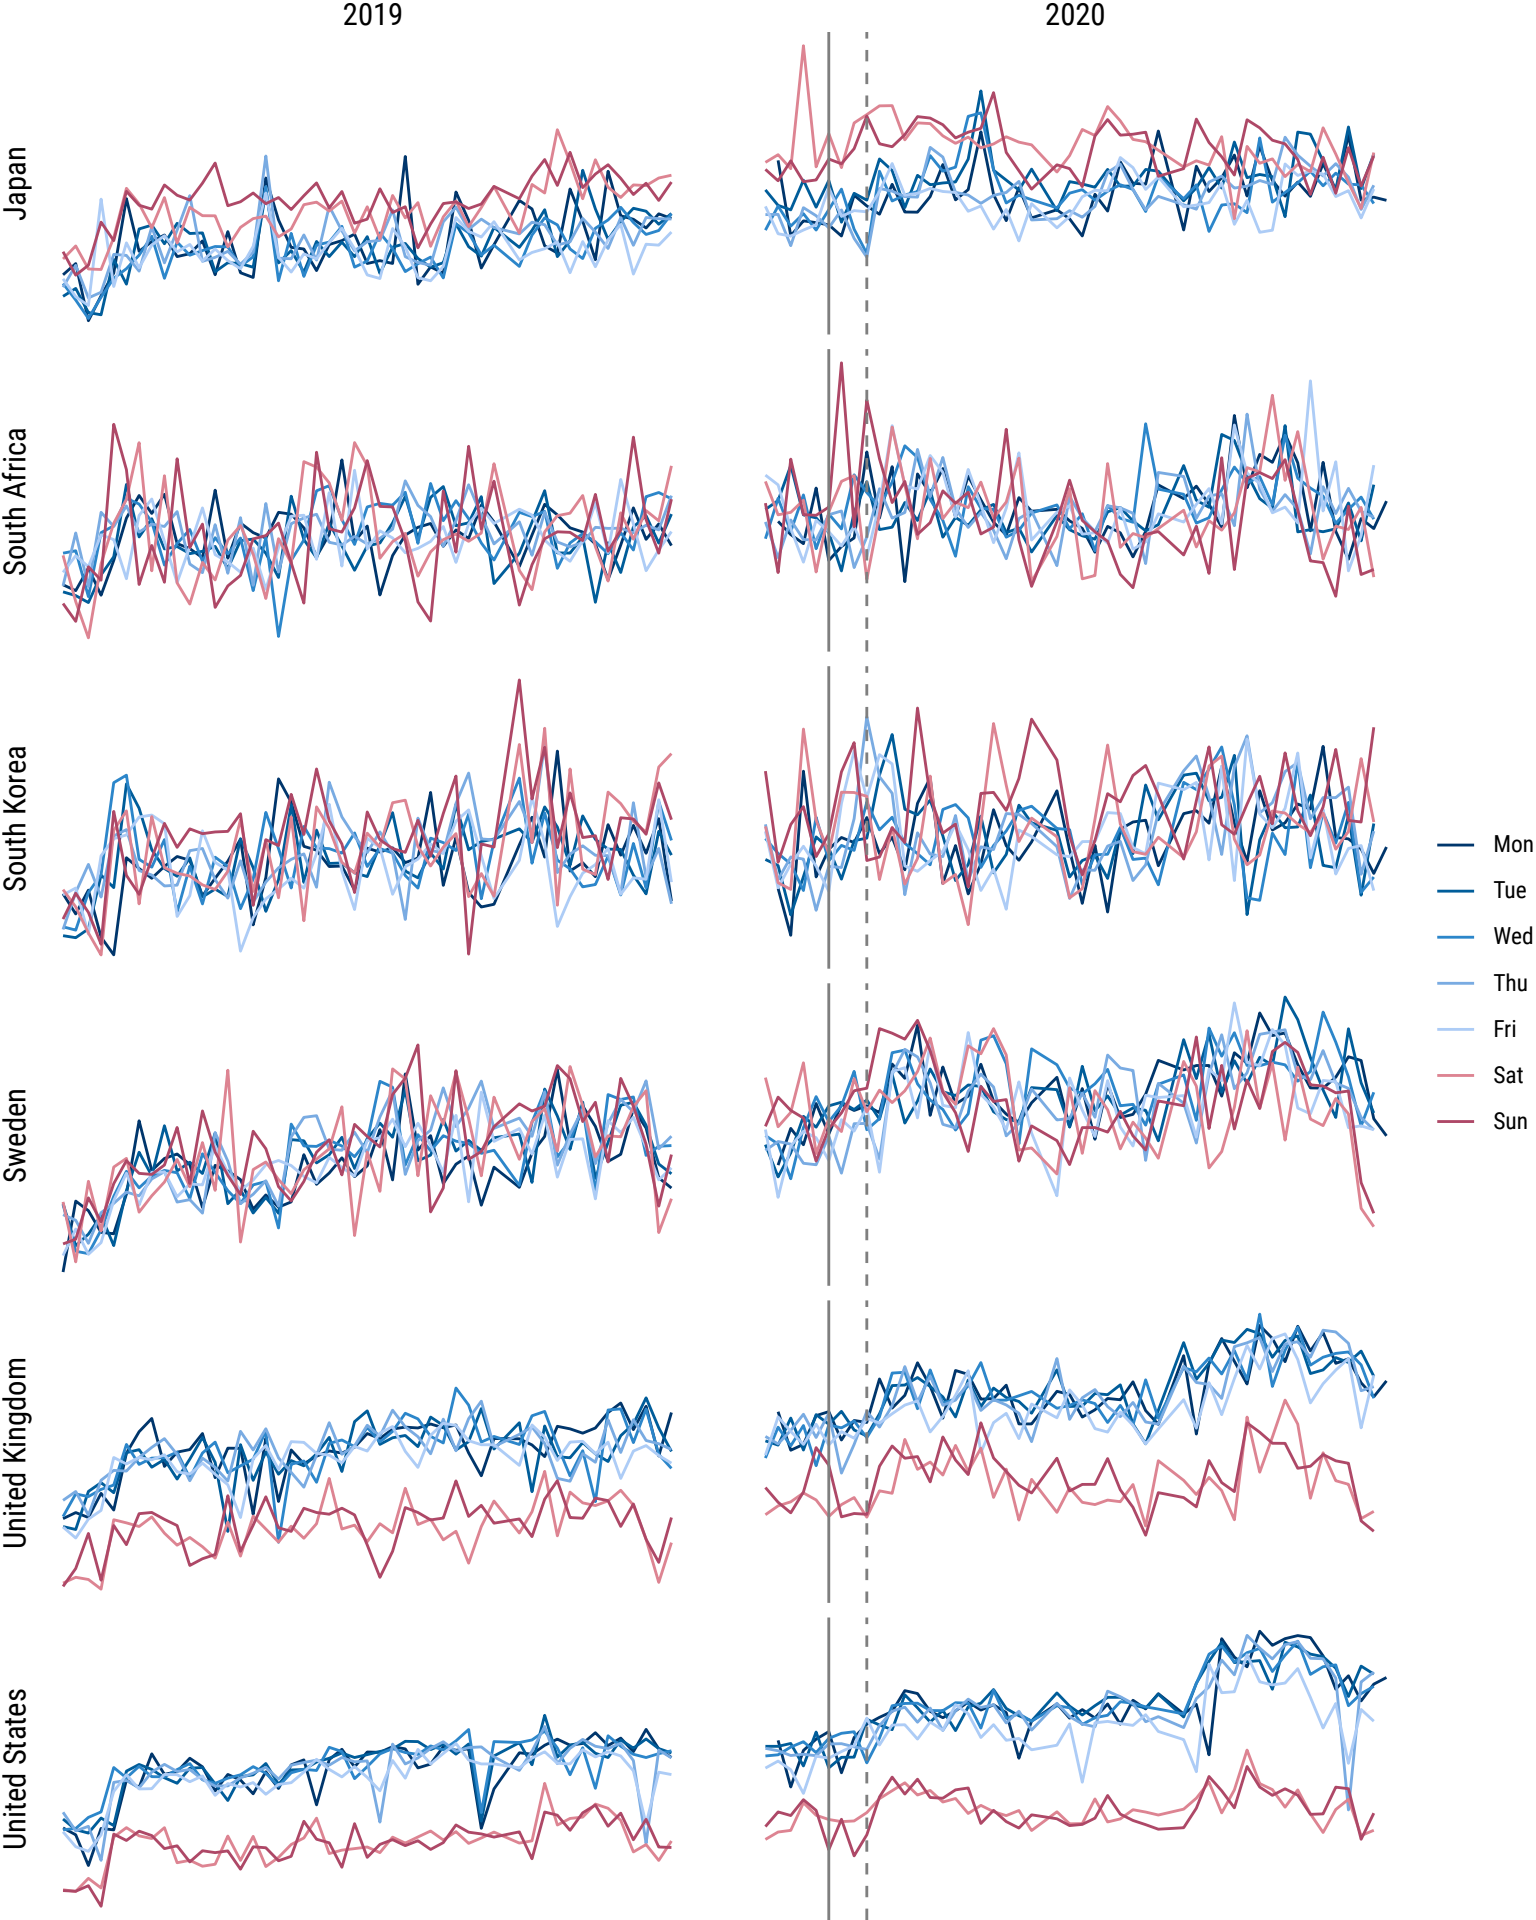 2019
2020
Japan
South Africa
South Korea
Sweden
United Kingdom
United States
Mon
Tue
Wed
Thu
Fri
Sat
Sun